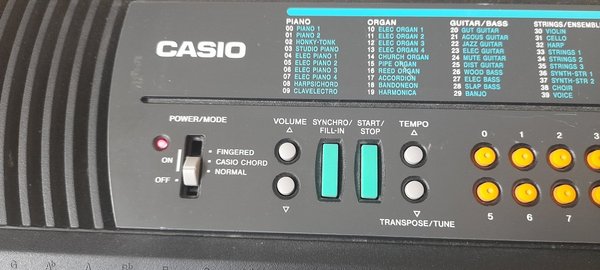 CASIO
PIANO
00 PIANO 1
01 PIANO 2
02 HONKY-TONK
03 STUDIO PIANO
04 ELEC PIANO 1
05 ELEC PIANO 2
06 ELEC PIANO 3
07 ELEC PIANO 4
08 HARPSICHORD
09 CLAVELECTRO
ORGAN
10 ELEC ORGAN 1
11 ELEC ORGAN 2
12 ELEC ORGAN 3
13 ELEC ORGAN 4
14 CHURCH ORGAN
15 PIPE ORGAN
16 REED ORGAN
17 ACCORDION
18 BANDONEON
19 HARMONICA
GUITAR/BASS
20 GUT GUITAR
21 ACOUS GUITAR
22 JAZZ GUITAR
23 ELEC GUITAR
24 MUTE GUITAR
25 DIST GUITAR
26 WOOD BASS
27 ELEC BASS
28 SLAP BASS
29 BANJO
STRINGS/ENSEMBL
30 VIOLIN
31 CELLO
32 HARP
33 STRINGS 1
34 STRINGS 2
35 STRINGS 3
36 SYNTH-STR 1
37 SYNTH-STR 2
38 CHOIR
39 VOICE
POWER/MODE
ON
OFF
FINGERED
CASIO CHORD
NORMAL
VOLUME
SYNCHRO/
FILL-IN
START/
STOP
TEMPO
TRANSPOSE/TUNE
0 1 2 3
5 6 7